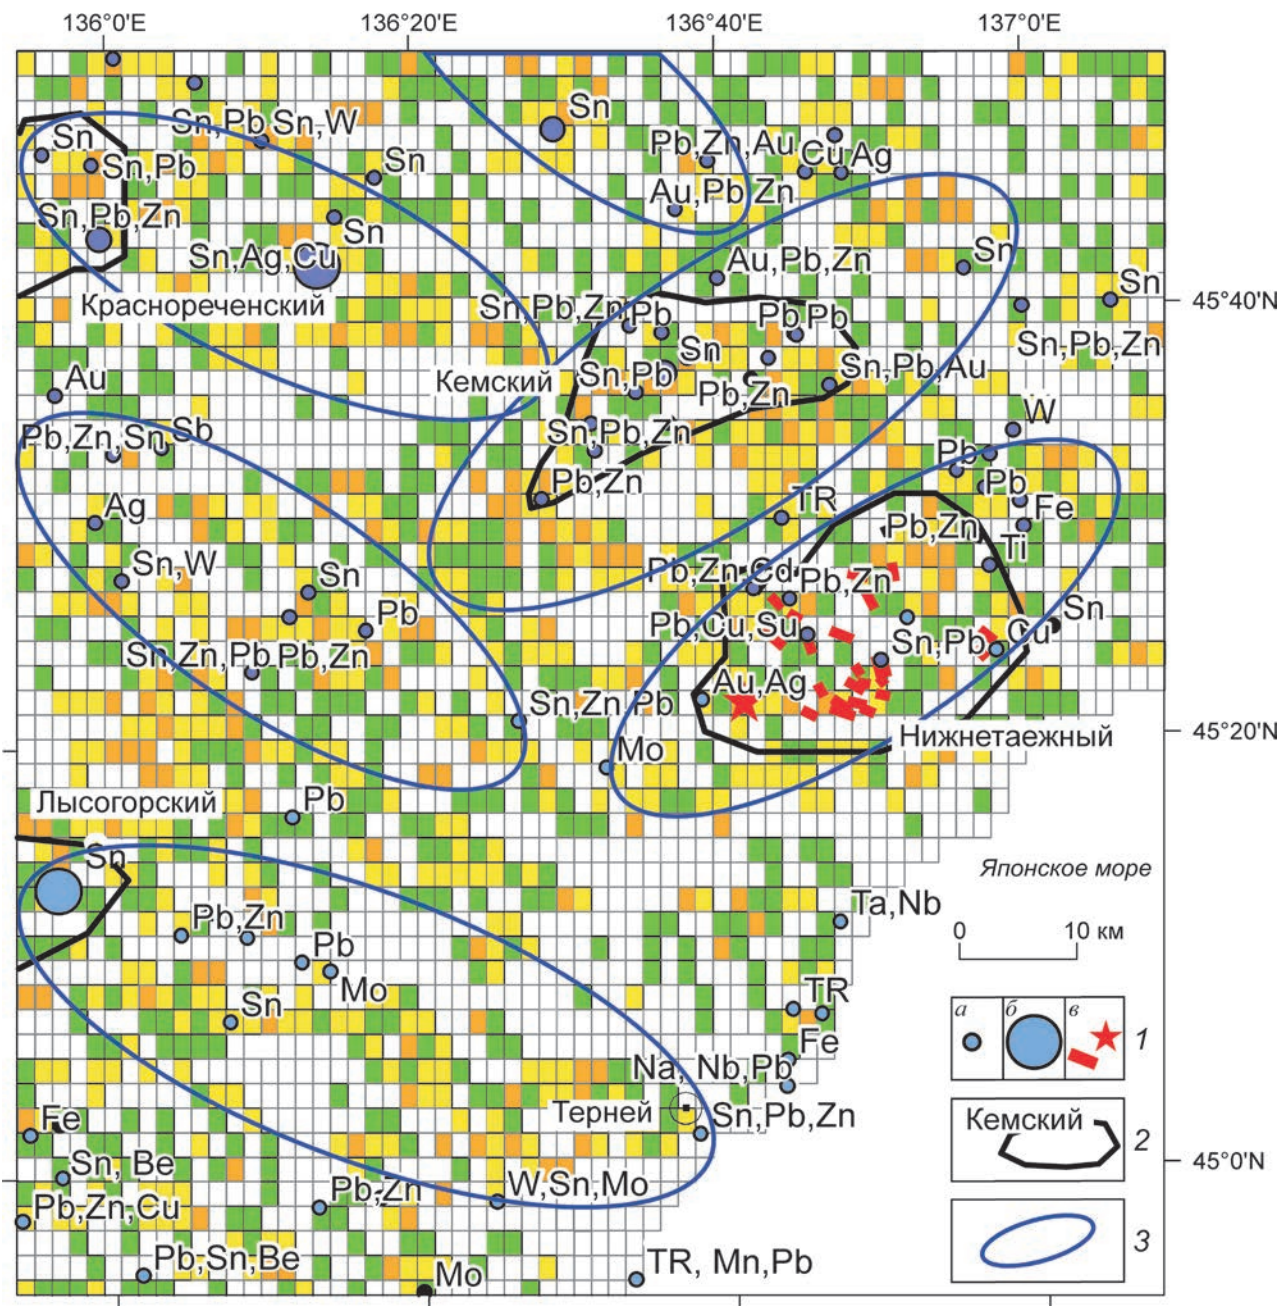 136°0'E 136°20'E 136°40'E 137°0'E
Sn
Sn,Pb Sn,W
Sn
Pb,Zn,Au Cu Ag
Sn,Pb
Sn
Au,Pb Zn
Sn,Pb,Zn
Sn
Sn,Ag,Cu
Au,Pb,Zn
Sn
Sn
Краснореченский
45°40'N
Sn,Pb,Zn Pb
Pb Pb
Sn,Pb,Zn
Sn
Кемский
Sn,Pb
Sn,Pb,Au
Au
Pb,Zn
W
Pb,Zn,Sn Sb
Sn,Pb,Zn
Pb
Pb,Zn
Pb
Ag
TR
Fe
Pb,Zn
Ti
Sn,W
Sn
Pb,Zn Cd
Pb,Zn
Sn
Pb
Pb,Cu,Su
Sn,Pb
Cu
Sn,Zn,Pb Pb,Zn
Au,Ag
Sn,Zn Pb
Нижнетаежный
45°20'N
Mo
Лысогорский
Pb
Sn
Японское море
Ta,Nb
Pb,Zn
0 10 км
Pb
Mo
Sn
TR
а б в
1
Fe
Na, Nb,Pb
Терней
Sn,Pb,Zn
Fe
Кемский
2
Sn, Be
45°0'N
Pb,Zn
W,Sn,Mo
Pb,Zn,Cu
3
Pb,Sn,Be
Mo
TR, Mn,Pb